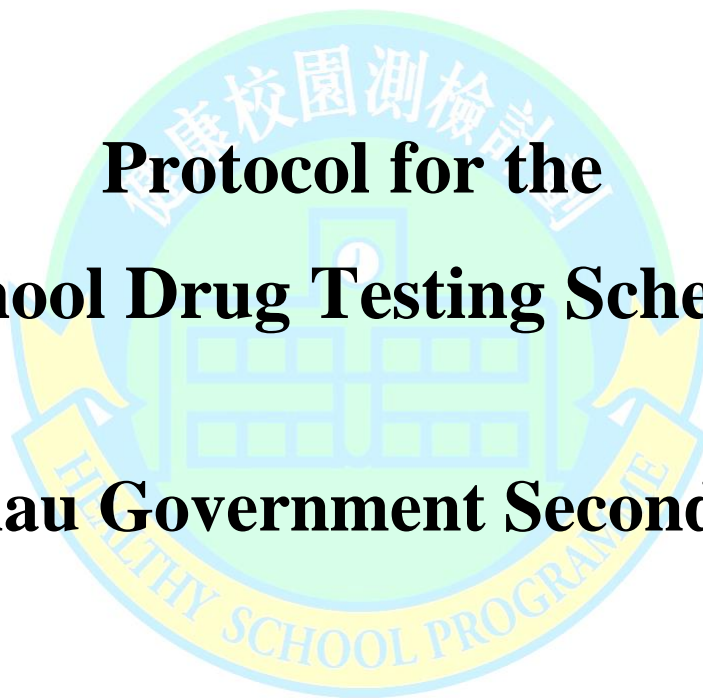 健康校園測檢計劃
Protocol for the
hool Drug Testing Sche
au Government Second
HEALTHY SCHOOL PROGRAMME